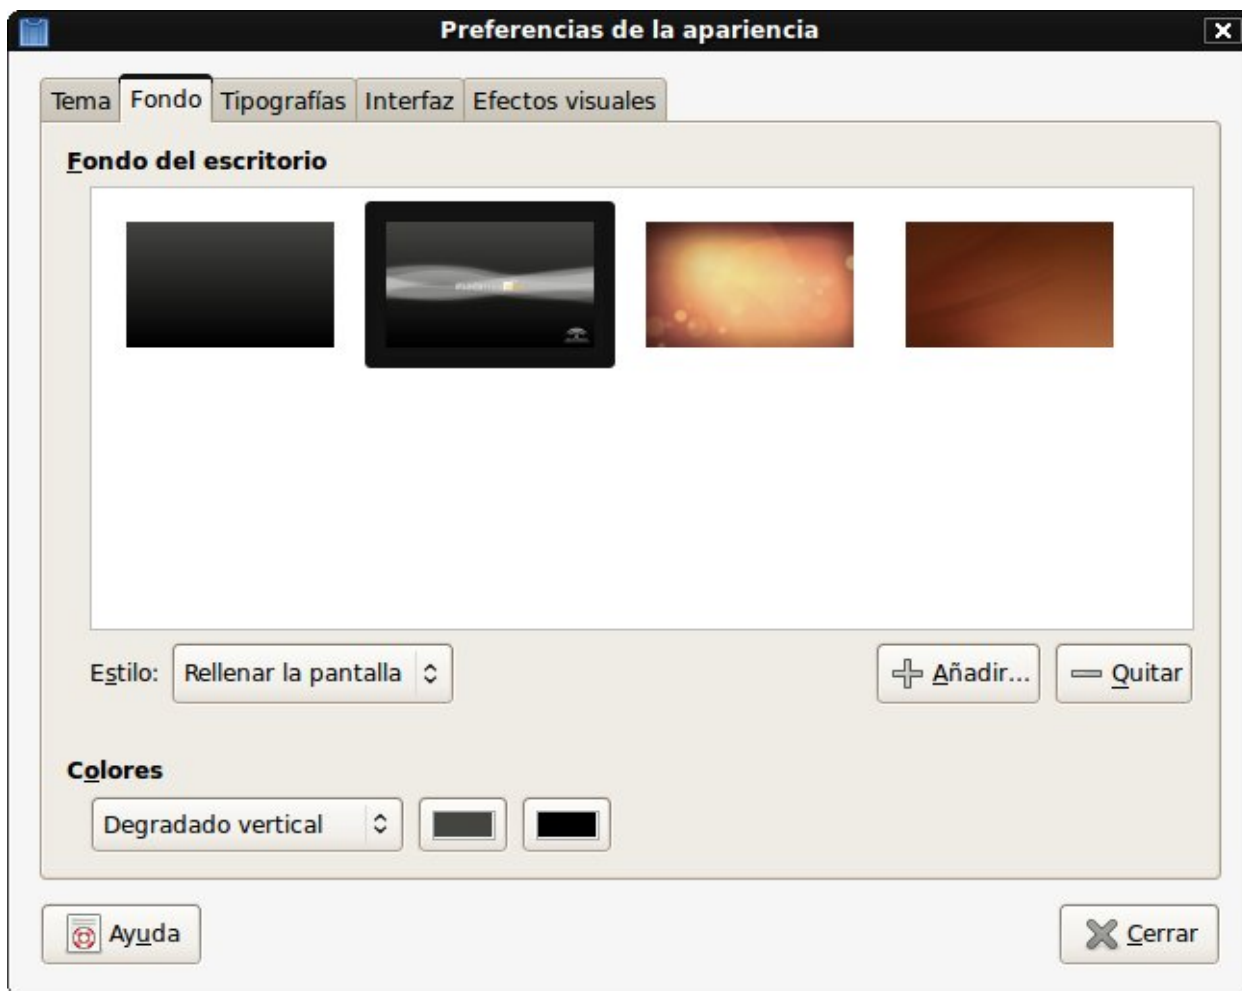 Preferencias de la apariencia
Tema Fondo Tipografías Interfaz Efectos visuales
Fondo del escritorio
Estilo: Rellenar la pantalla Añadir... Quitar
Colores
Degradado vertical
Ayuda Cerrar